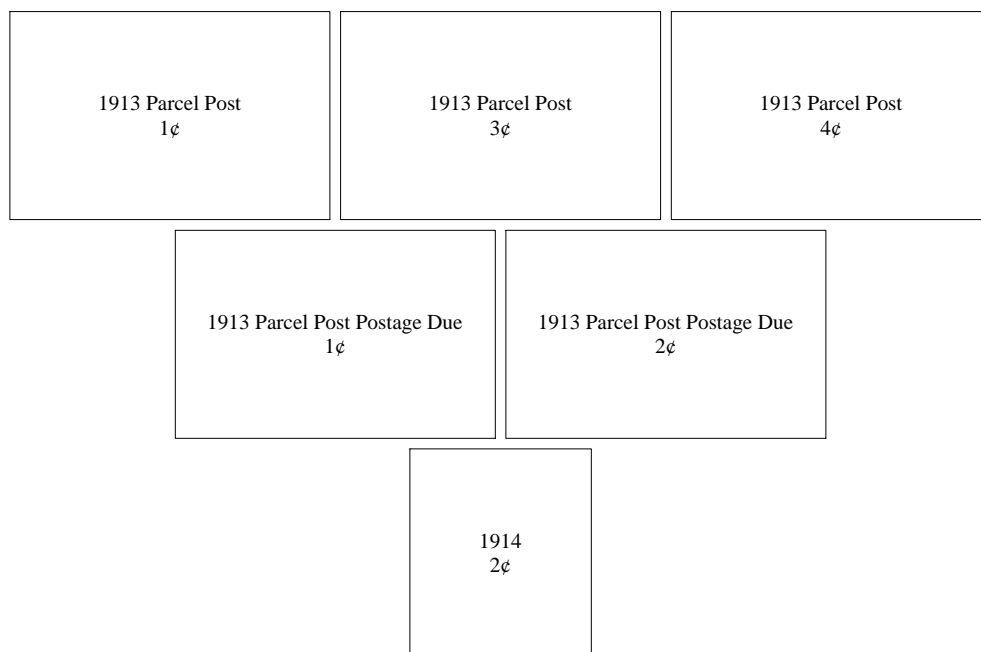 1913 Parcel Post
1¢
1913 Parcel Post
3¢
1913 Parcel Post
4¢
1913 Parcel Post Postage Due
1¢
1913 Parcel Post Postage Due
2¢
1914
2¢